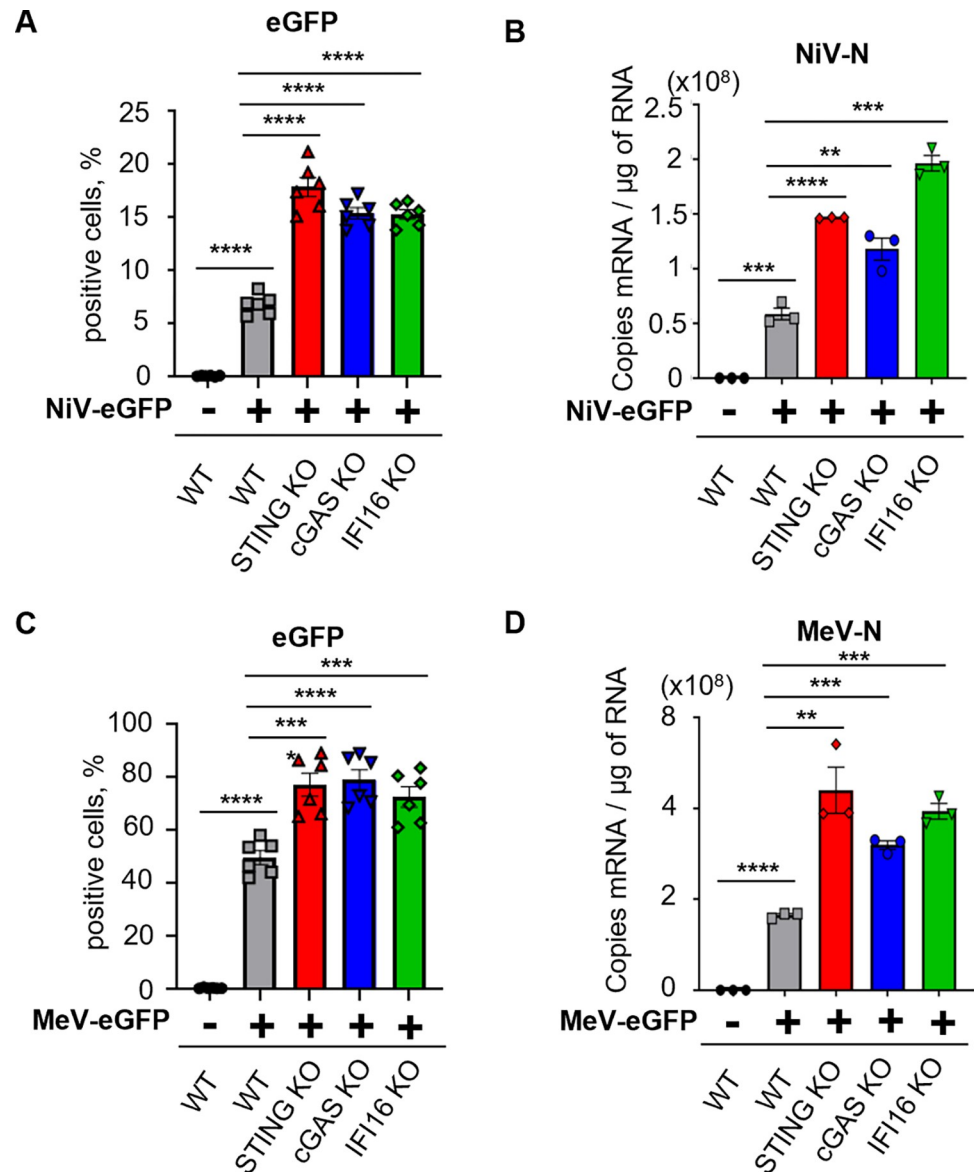 A
eGFP
****
****
****
****
positive cells, %
25
20
15
10
5
0
NiV-eGFP - + + + +
WT
WT
STING KO
cGAS KO
IFI16 KO
B
NiV-N
(x10⁸)
***
**
****
***
Copies mRNA / µg of RNA
2.5
2
1.5
1
0.5
0
NiV-eGFP - + + + +
WT
WT
STING KO
cGAS KO
IFI16 KO
C
eGFP
***
****
***
*
****
positive cells, %
100
80
60
40
20
0
MeV-eGFP - + + + +
WT
WT
STING KO
cGAS KO
IFI16 KO
D
MeV-N
(x10⁸)
***
***
**
****
Copies mRNA / µg of RNA
8
4
2
0
MeV-eGFP - + + + +
WT
WT
STING KO
cGAS KO
IFI16 KO